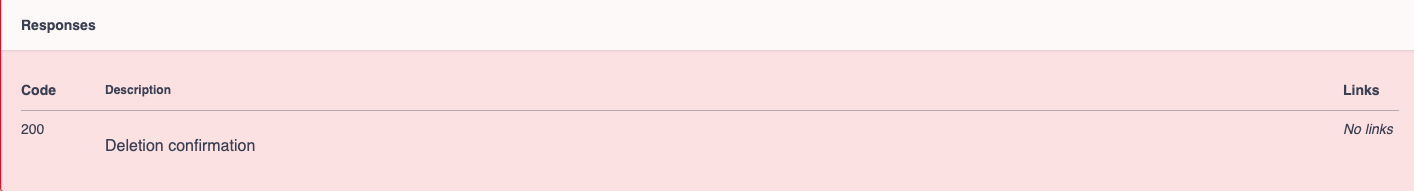 Responses
Code Description Links
200 No links
Deletion confirmation